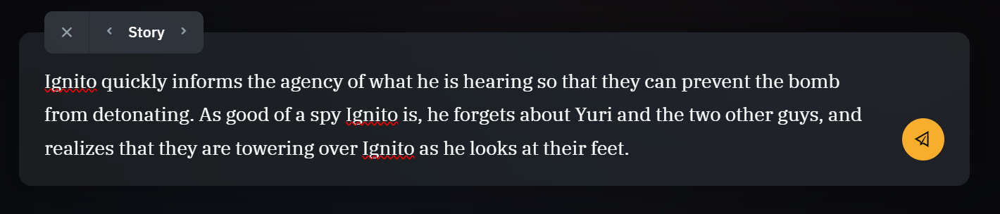 Story
Ignito quickly informs the agency of what he is hearing so that they can prevent the bomb
from detonating. As good of a spy Ignito is, he forgets about Yuri and the two other guys, and
realizes that they are towering over Ignito as he looks at their feet.